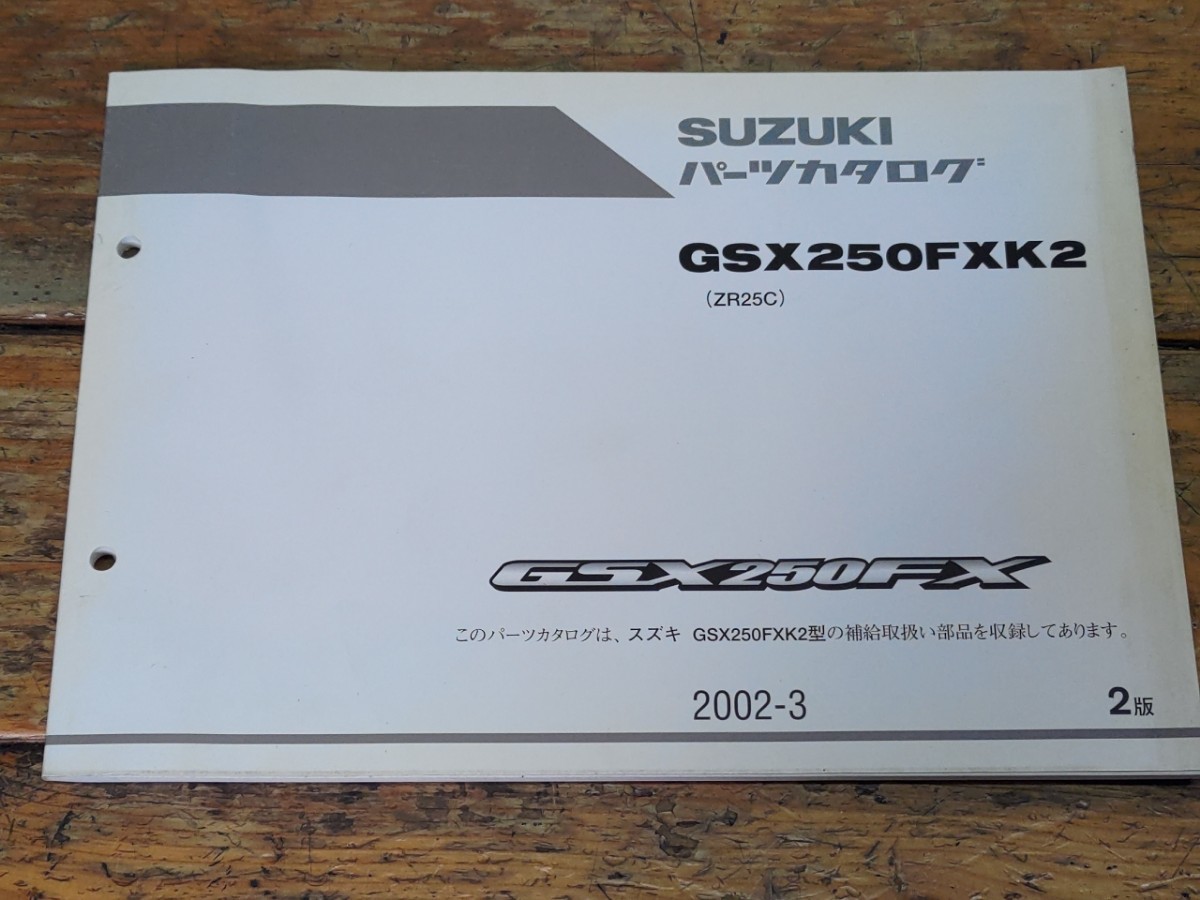 SUZUKI
パーツカタログ
GSX250FXK2
(ZR25C)
GSX250FX
このパーツカタログは、スズキ GSX250FXK2型の補給取扱い部品を収録してあります。
2002-3
2版